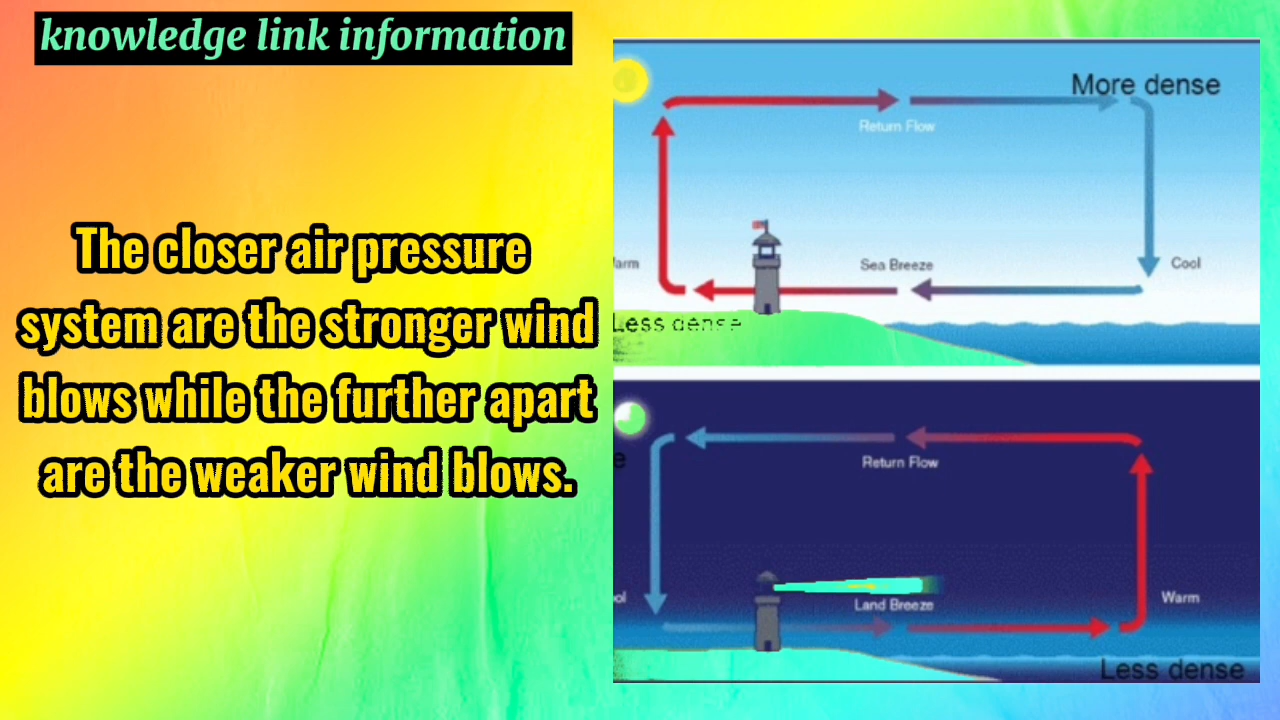 knowledge link information
The closer air pressure
system are the stronger wind
blows while the further apart
are the weaker wind blows.
More dense
Return Flow
Sea Breeze
Cool
Less dense
Return Flow
Land Breeze
Warm
Less dense